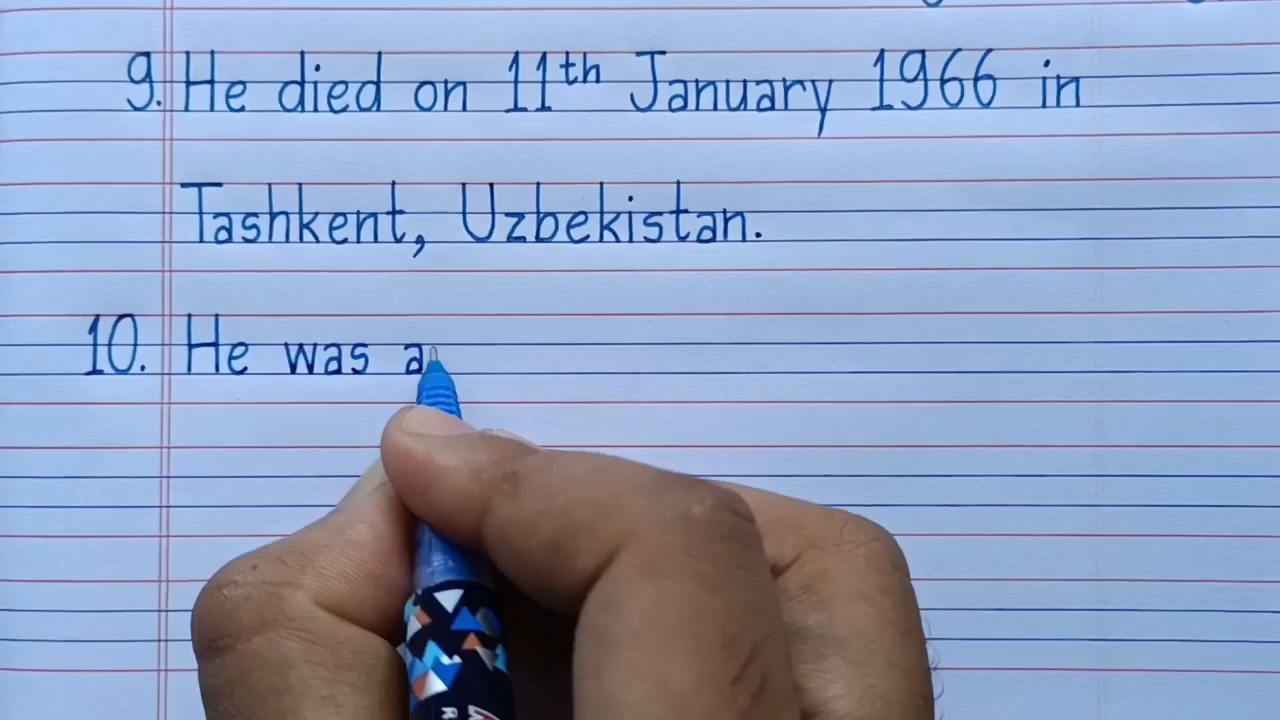 9. He died on 11th January 1966 in
Tashkent, Uzbekistan.
10. He was a